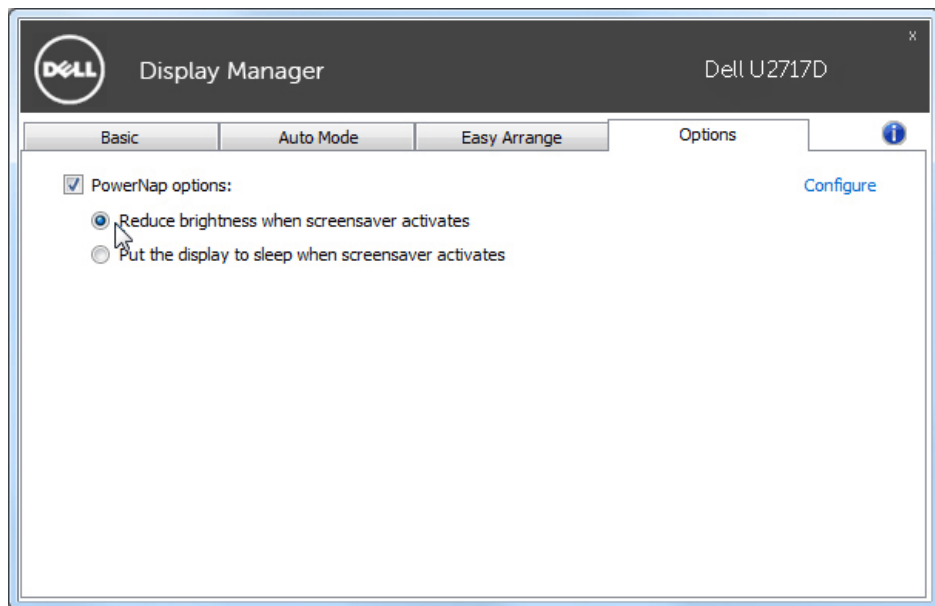 x
DELL Display Manager Dell U2717D
Basic Auto Mode Easy Arrange Options i
PowerNap options: Configure
Reduce brightness when screensaver activates
Put the display to sleep when screensaver activates